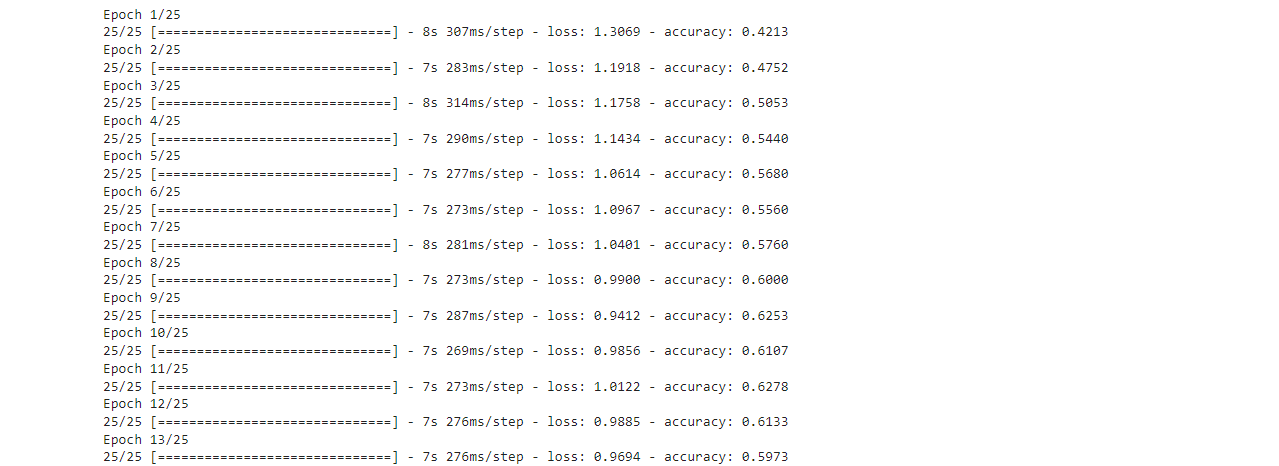 Epoch 1/25
25/25 [==============================] - 8s 307ms/step - loss: 1.3069 - accuracy: 0.4213
Epoch 2/25
25/25 [==============================] - 7s 283ms/step - loss: 1.1918 - accuracy: 0.4752
Epoch 3/25
25/25 [==============================] - 8s 314ms/step - loss: 1.1758 - accuracy: 0.5053
Epoch 4/25
25/25 [==============================] - 7s 290ms/step - loss: 1.1434 - accuracy: 0.5440
Epoch 5/25
25/25 [==============================] - 7s 277ms/step - loss: 1.0614 - accuracy: 0.5680
Epoch 6/25
25/25 [==============================] - 7s 273ms/step - loss: 1.0967 - accuracy: 0.5560
Epoch 7/25
25/25 [==============================] - 8s 281ms/step - loss: 1.0401 - accuracy: 0.5760
Epoch 8/25
25/25 [==============================] - 7s 273ms/step - loss: 0.9900 - accuracy: 0.6000
Epoch 9/25
25/25 [==============================] - 7s 287ms/step - loss: 0.9412 - accuracy: 0.6253
Epoch 10/25
25/25 [==============================] - 7s 269ms/step - loss: 0.9856 - accuracy: 0.6107
Epoch 11/25
25/25 [==============================] - 7s 273ms/step - loss: 1.0122 - accuracy: 0.6278
Epoch 12/25
25/25 [==============================] - 7s 276ms/step - loss: 0.9885 - accuracy: 0.6133
Epoch 13/25
25/25 [==============================] - 7s 276ms/step - loss: 0.9694 - accuracy: 0.5973